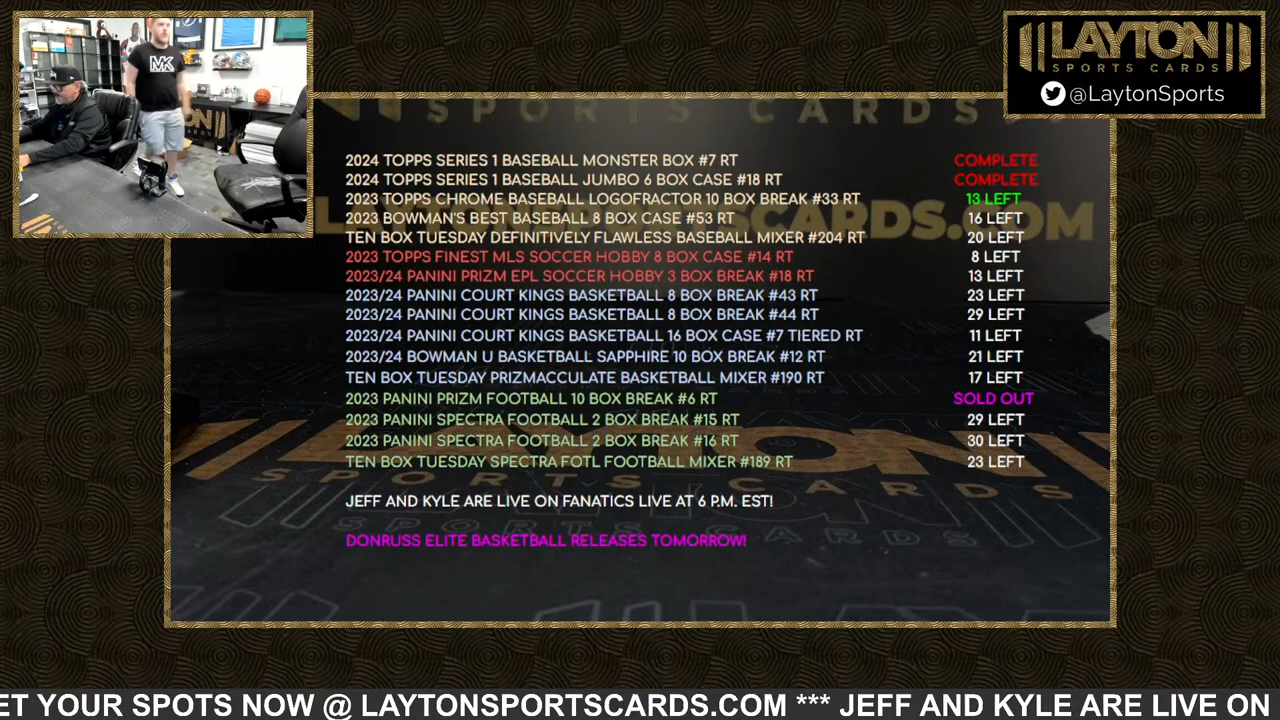 LAYTON
SPORTS CARDS
@LaytonSports
MK
SPORTS CARDS
2024 TOPPS SERIES 1 BASEBALL MONSTER BOX #7 RT COMPLETE
2024 TOPPS SERIES 1 BASEBALL JUMBO 6 BOX CASE #18 RT COMPLETE
2023 TOPPS CHROME BASEBALL LOGOFRACTOR 10 BOX BREAK #33 RT 13 LEFT
2023 BOWMAN'S BEST BASEBALL 8 BOX CASE #53 RT 16 LEFT
TEN BOX TUESDAY DEFINITIVELY FLAWLESS BASEBALL MIXER #204 RT 20 LEFT
2023 TOPPS FINEST MLS SOCCER HOBBY 8 BOX CASE #14 RT 8 LEFT
2023/24 PANINI PRIZM EPL SOCCER HOBBY 3 BOX BREAK #18 RT 13 LEFT
2023/24 PANINI COURT KINGS BASKETBALL 8 BOX BREAK #43 RT 23 LEFT
2023/24 PANINI COURT KINGS BASKETBALL 8 BOX BREAK #44 RT 29 LEFT
2023/24 PANINI COURT KINGS BASKETBALL 16 BOX CASE #7 TIERED RT 11 LEFT
2023/24 BOWMAN U BASKETBALL SAPPHIRE 10 BOX BREAK #12 RT 21 LEFT
TEN BOX TUESDAY PRIZMACCULATE BASKETBALL MIXER #190 RT 17 LEFT
2023 PANINI PRIZM FOOTBALL 10 BOX BREAK #6 RT SOLD OUT
2023 PANINI SPECTRA FOOTBALL 2 BOX BREAK #15 RT 29 LEFT
2023 PANINI SPECTRA FOOTBALL 2 BOX BREAK #16 RT 30 LEFT
TEN BOX TUESDAY SPECTRA FOTL FOOTBALL MIXER #189 RT 23 LEFT
LAYTON
SPORTS CARDS
JEFF AND KYLE ARE LIVE ON FANATICS LIVE AT 6 P.M. EST!
DONRUSS ELITE BASKETBALL RELEASES TOMORROW!
ET YOUR SPOTS NOW @ LAYTONSPORTSCARDS.COM *** JEFF AND KYLE ARE LIVE ON